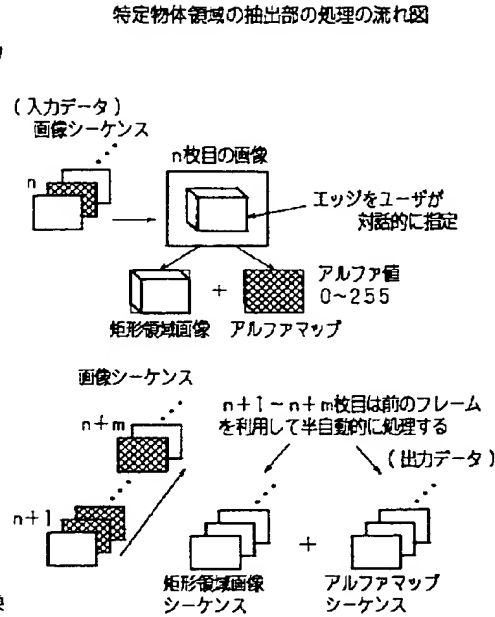 特定物体領域の抽出部の処理の流れ図
(入力データ)
画像シーケンス
n
n枚目の画像
エッジをユーザが
対話的に指定
+
アルファ値
0~255
矩形領域画像
アルファマップ
画像シーケンス
n+m
n+1~n+m枚目は前のフレーム
を利用して半自動的に処理する
(出力データ)
n+1
+
矩形領域画像
シーケンス
アルファマップ
シーケンス